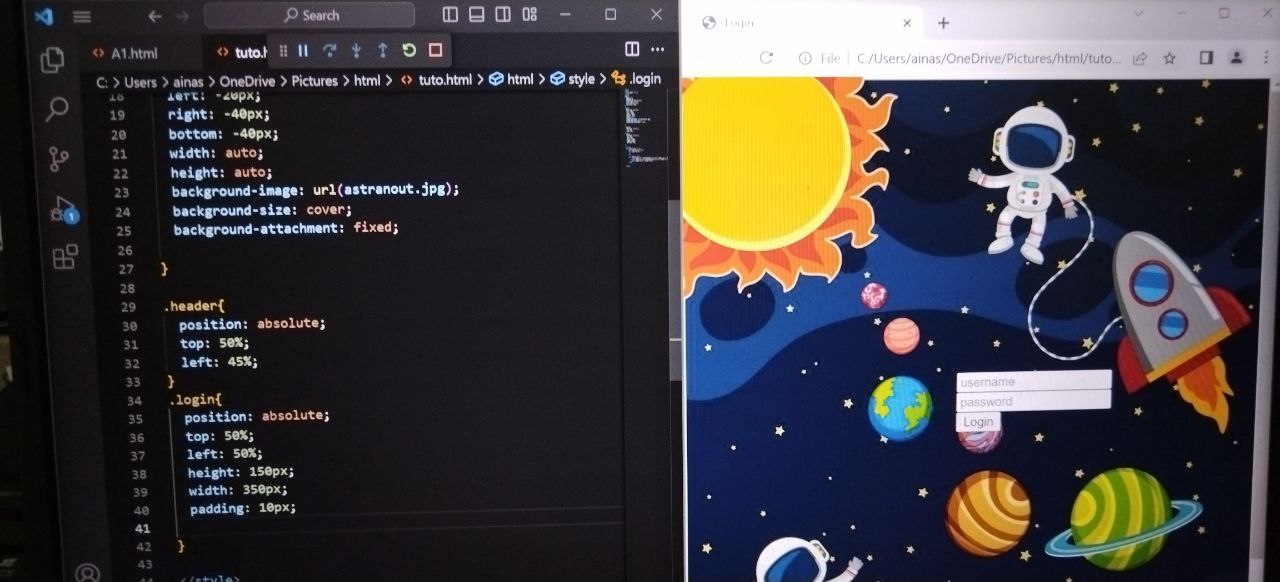 Search
A1.html
tuto.h
C: > Users > ainas > OneDrive > Pictures > html > tuto.html > html > style > .login
18 left: -20px;
19 right: -40px;
20 bottom: -40px;
21 width: auto;
22 height: auto;
23 background-image: url(astranout.jpg);
24 background-size: cover;
25 background-attachment: fixed;
26
27 }
28
29 .header{
30 position: absolute;
31 top: 50%;
32 left: 45%;
33 }
34 .login{
35 position: absolute;
36 top: 50%;
37 left: 50%;
38 height: 150px;
39 width: 350px;
40 padding: 10px;
41
42 }
43
44 </style>
1
Login
File | C:/Users/ainas/OneDrive/Pictures/html/tuto...
username
password
Login